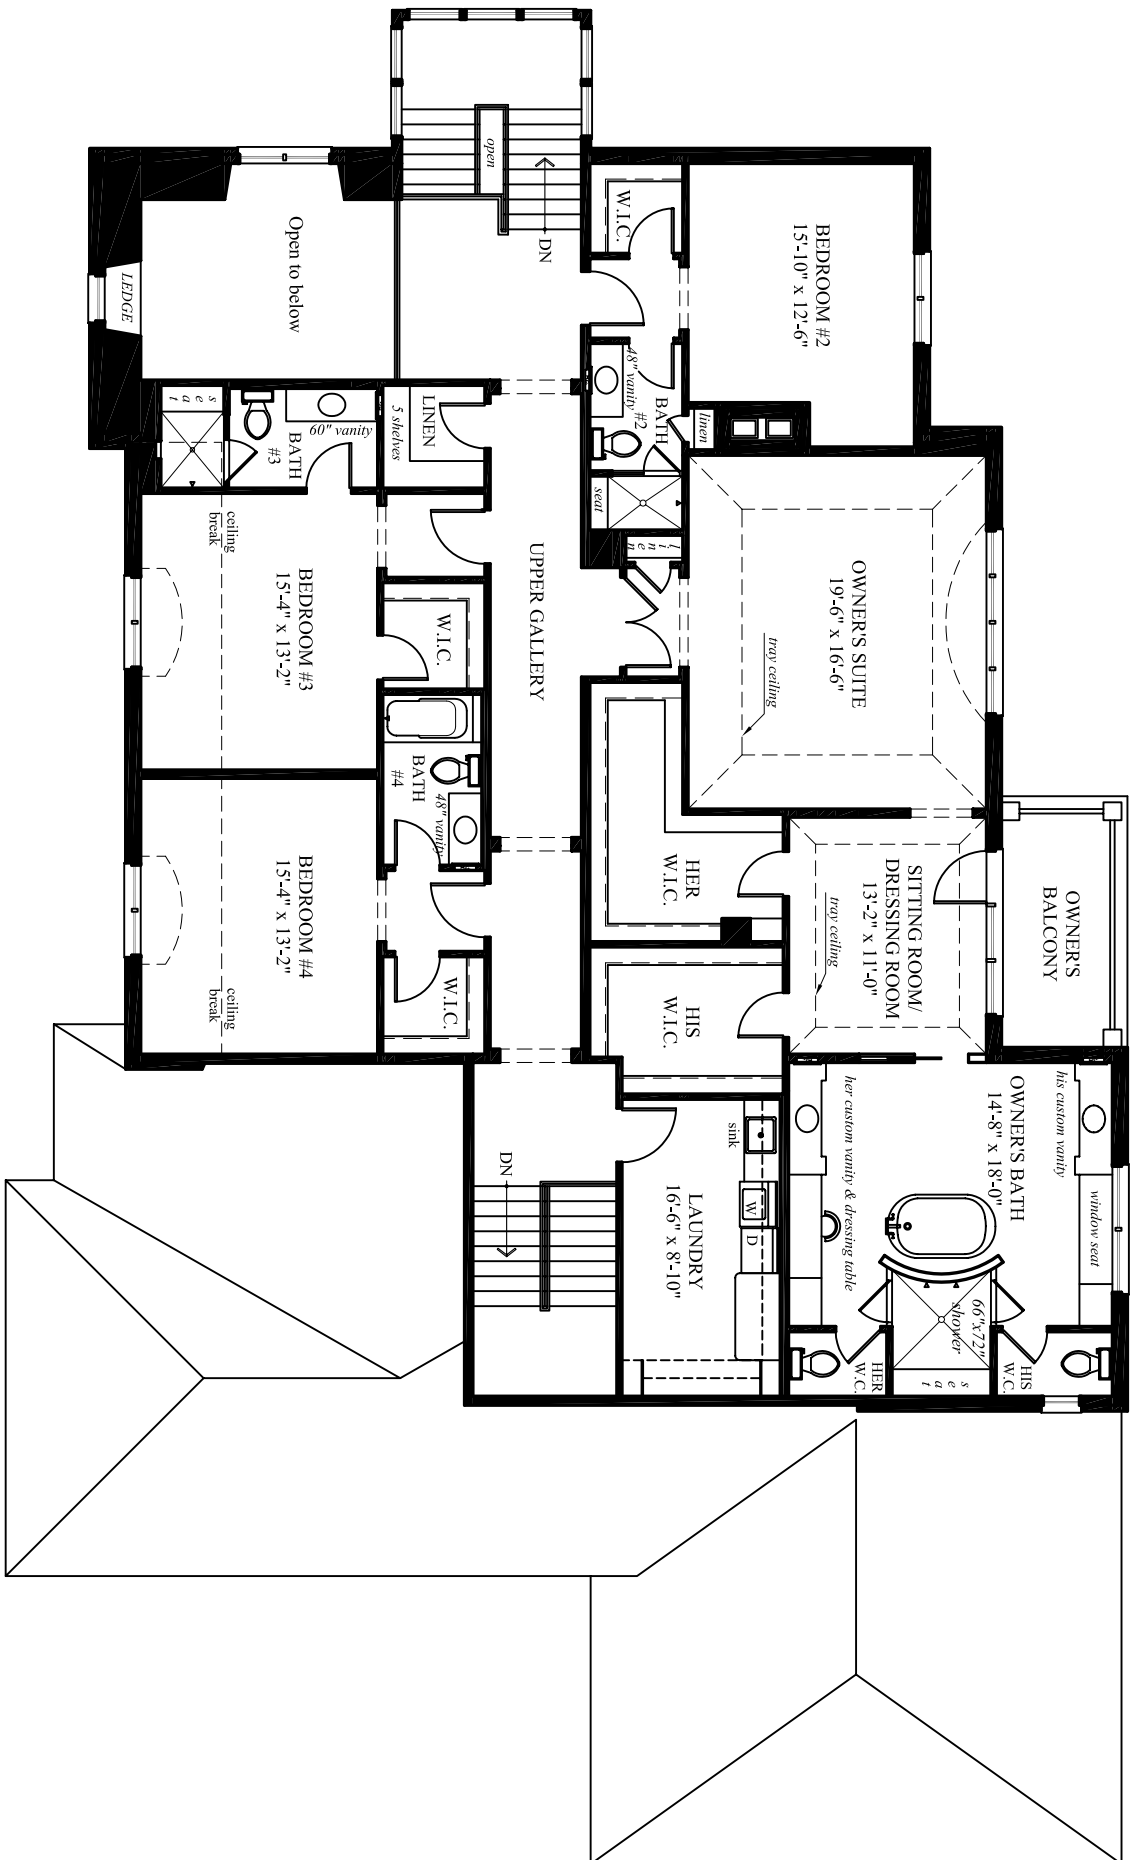 OWNER'S
BALCONY
BEDROOM #2
15'-10" x 12'-6"
W.I.C.
open
DN
linen
BATH
#2
48" vanity
seat
linen
OWNER'S SUITE
19'-6" x 16'-6"
tray ceiling
SITTING ROOM/
DRESSING ROOM
13'-2" x 11'-0"
tray ceiling
his custom vanity
window seat
OWNER'S BATH
14'-8" x 18'-0"
her custom vanity & dressing table
66"x72"
shower
seat
HIS
W.C.
HER
W.C.
HER
W.I.C.
HIS
W.I.C.
sink
W
D
LAUNDRY
16'-6" x 8'-10"
UPPER GALLERY
DN
Open to below
LEDGE
LINEN
5 shelves
60" vanity
BATH
#3
seat
ceiling
break
BEDROOM #3
15'-4" x 13'-2"
W.I.C.
BATH
#4
48" vanity
BEDROOM #4
15'-4" x 13'-2"
W.I.C.
ceiling
break